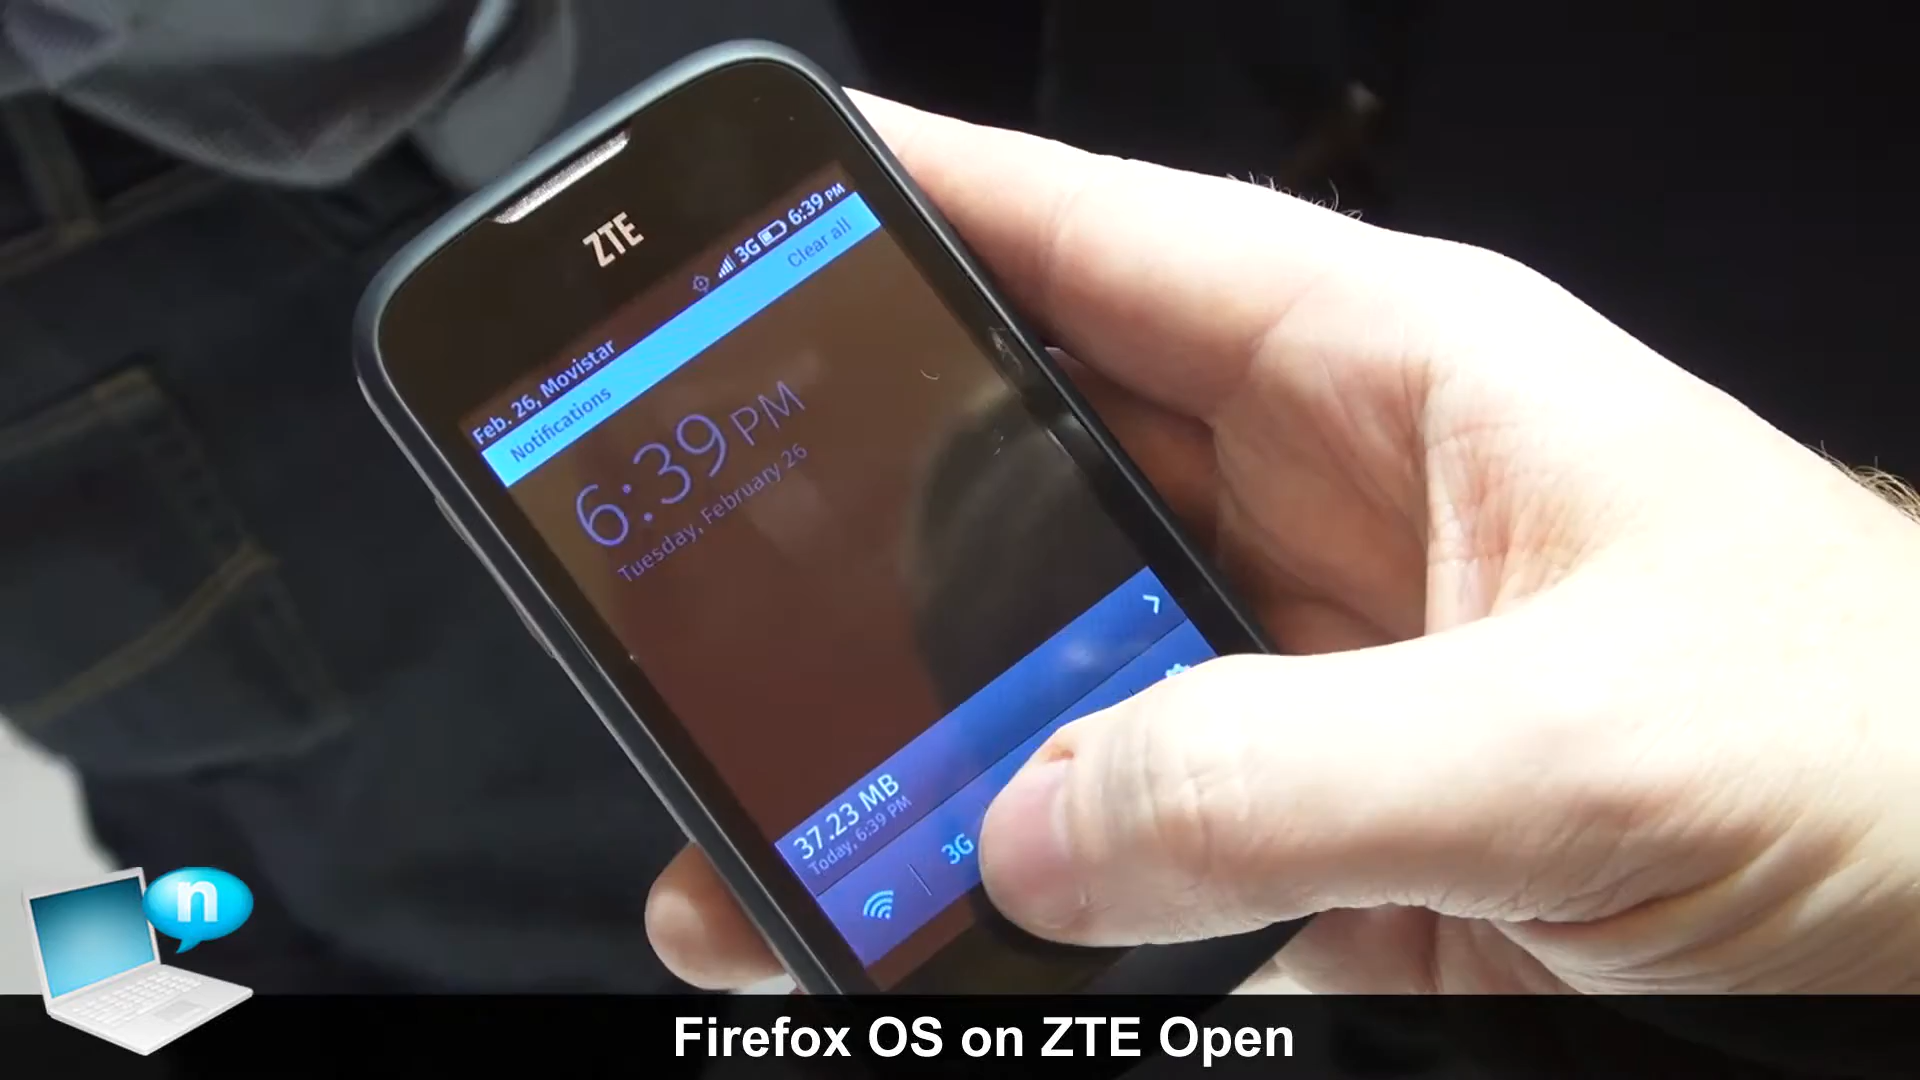 ZTE
3G 6:39 PM
Feb. 26, Movistar
Notifications
Clear all
6:39 PM
Tuesday, February 26
37.23 MB
Today, 6:39 PM
3G
n
Firefox OS on ZTE Open